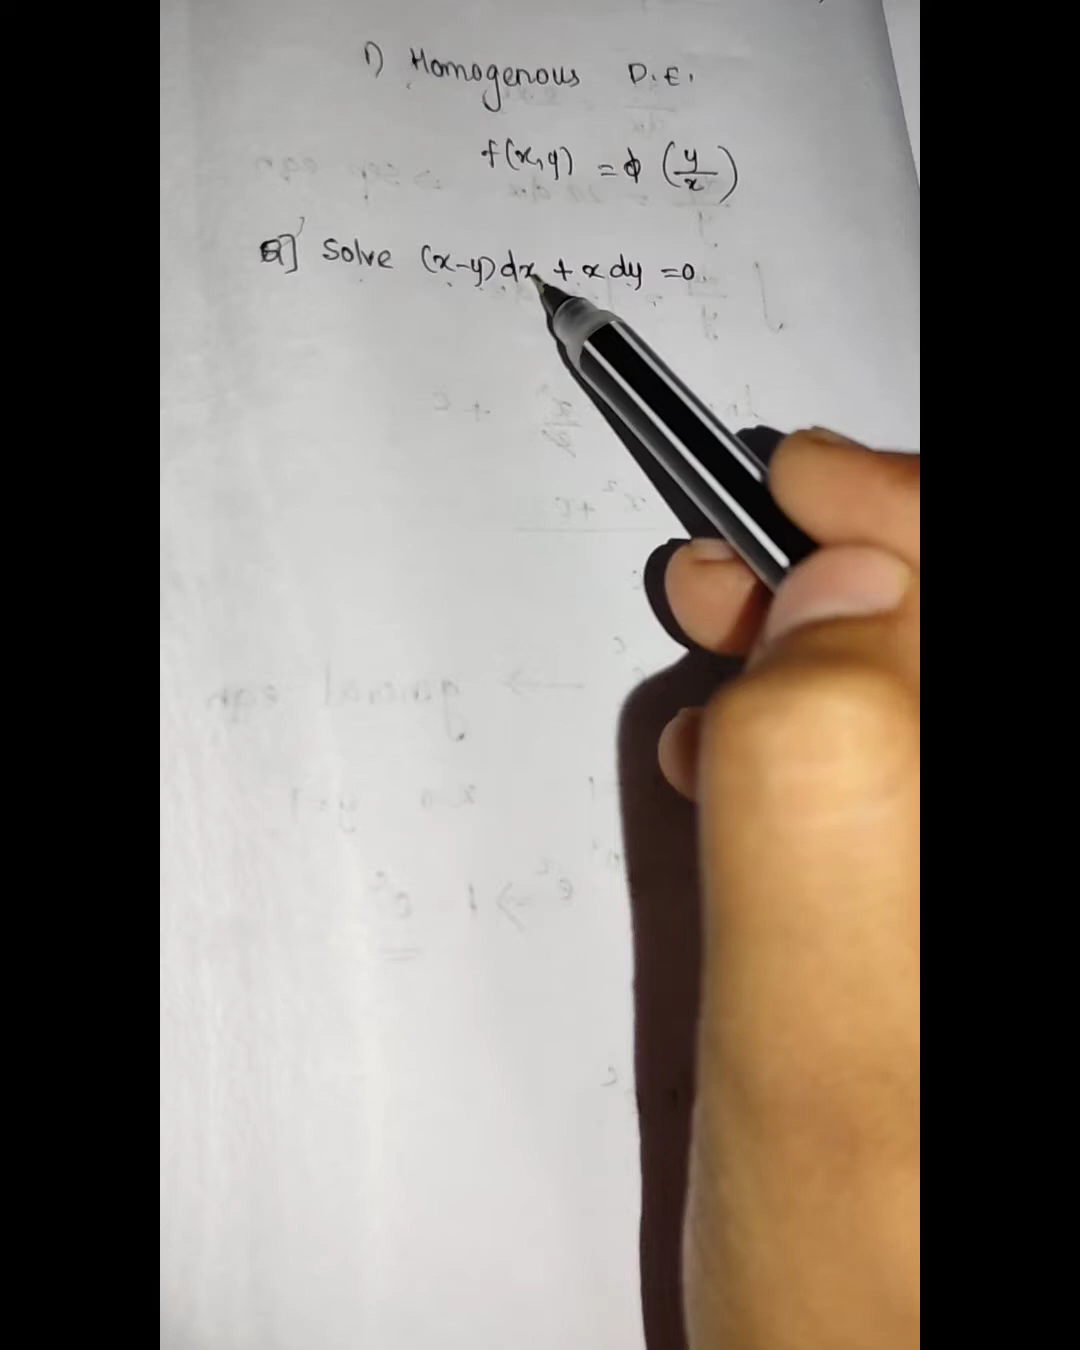 1) Homogenous D.E.
f(x,y) = ϕ (y/x)
Q] Solve (x-y)dx + x dy = 0